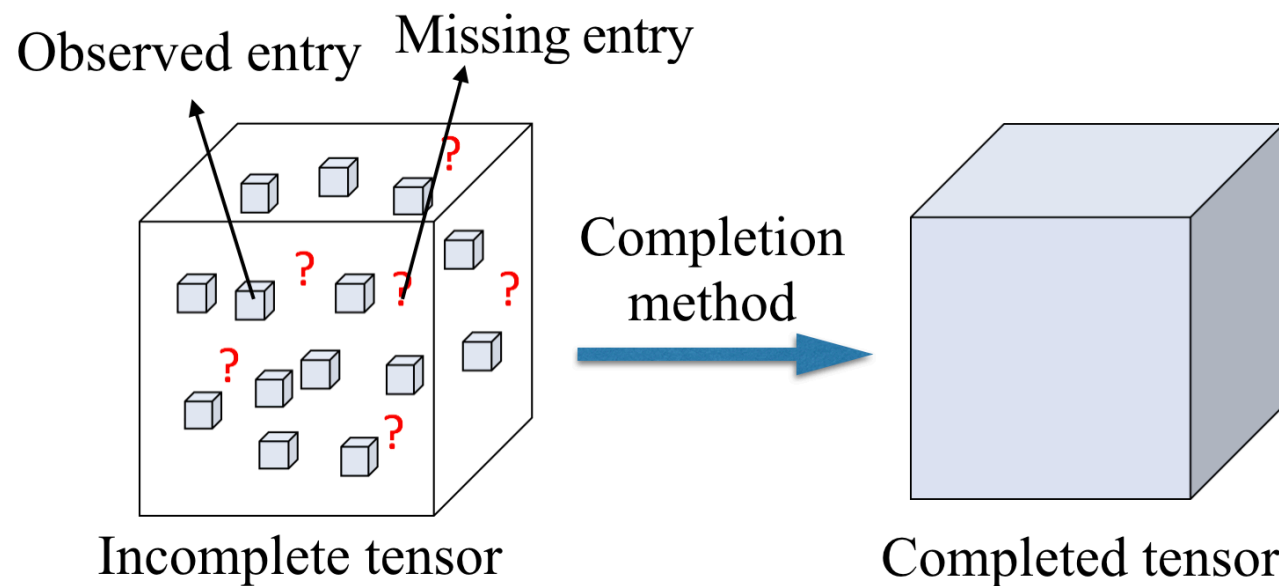 Observed entry
Missing entry
?
?
?
?
?
?
Completion
method
Incomplete tensor
Completed tensor